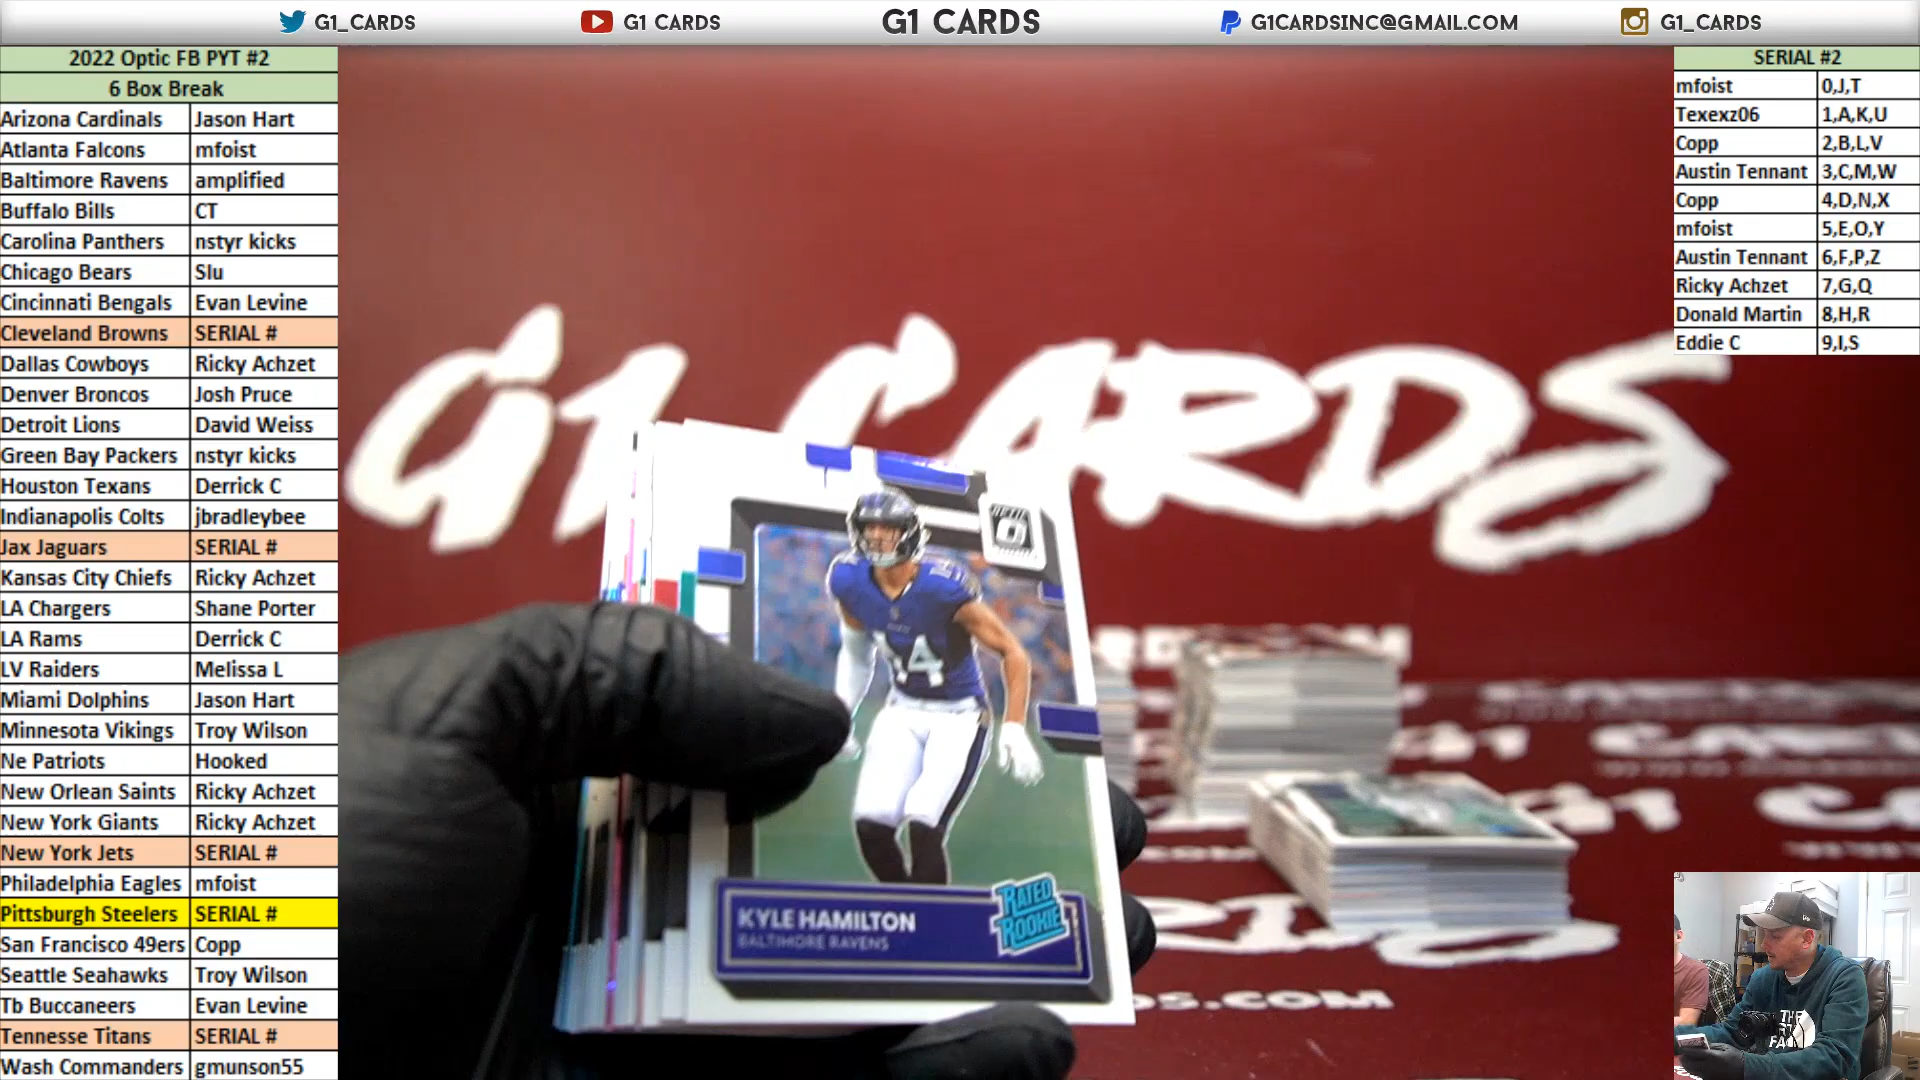 G1_CARDS
G1 CARDS
G1 CARDS
G1CARDSINC@GMAIL.COM
G1_CARDS
2022 Optic FB PYT #2
6 Box Break
Arizona Cardinals Jason Hart
Atlanta Falcons mfoist
Baltimore Ravens amplified
Buffalo Bills CT
Carolina Panthers nstyr kicks
Chicago Bears Slu
Cincinnati Bengals Evan Levine
Cleveland Browns SERIAL #
Dallas Cowboys Ricky Achzet
Denver Broncos Josh Pruce
Detroit Lions David Weiss
Green Bay Packers nstyr kicks
Houston Texans Derrick C
Indianapolis Colts jbradleybee
Jax Jaguars SERIAL #
Kansas City Chiefs Ricky Achzet
LA Chargers Shane Porter
LA Rams Derrick C
LV Raiders Melissa L
Miami Dolphins Jason Hart
Minnesota Vikings Troy Wilson
Ne Patriots Hooked
New Orlean Saints Ricky Achzet
New York Giants Ricky Achzet
New York Jets SERIAL #
Philadelphia Eagles mfoist
Pittsburgh Steelers SERIAL #
San Francisco 49ers Copp
Seattle Seahawks Troy Wilson
Tb Buccaneers Evan Levine
Tennesse Titans SERIAL #
Wash Commanders gmunson55
SERIAL #2
mfoist 0,J,T
Texexz06 1,A,K,U
Copp 2,B,L,V
Austin Tennant 3,C,M,W
Copp 4,D,N,X
mfoist 5,E,O,Y
Austin Tennant 6,F,P,Z
Ricky Achzet 7,G,Q
Donald Martin 8,H,R
Eddie C 9,I,S
G1 CARDS
14
KYLE HAMILTON
BALTIMORE RAVENS
RATED
ROOKIE
THE